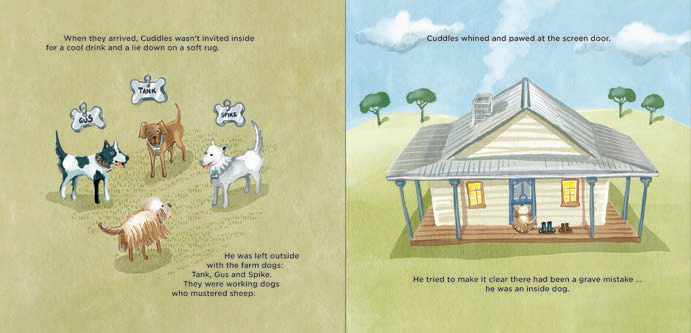 When they arrived, Cuddles wasn't invited inside
for a cool drink and a lie down on a soft rug.
TANK
GUS
SPIKE
He was left outside
with the farm dogs:
Tank, Gus and Spike.
They were working dogs
who mustered sheep.
Cuddles whined and pawed at the screen door.
He tried to make it clear there had been a grave mistake ...
he was an inside dog.